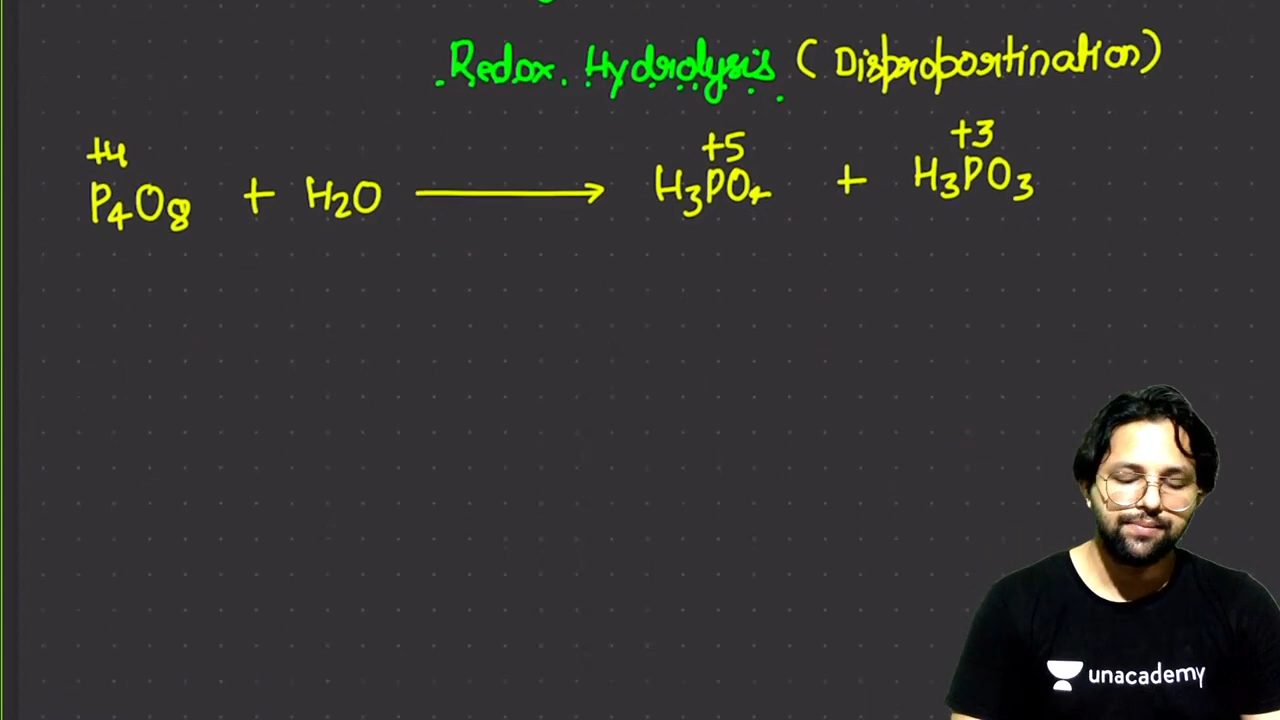 Redox Hydrolysis (Disproportination)
+4 +5 +3
P4O8 + H2O ⟶ H3PO4 + H3PO3
unacademy